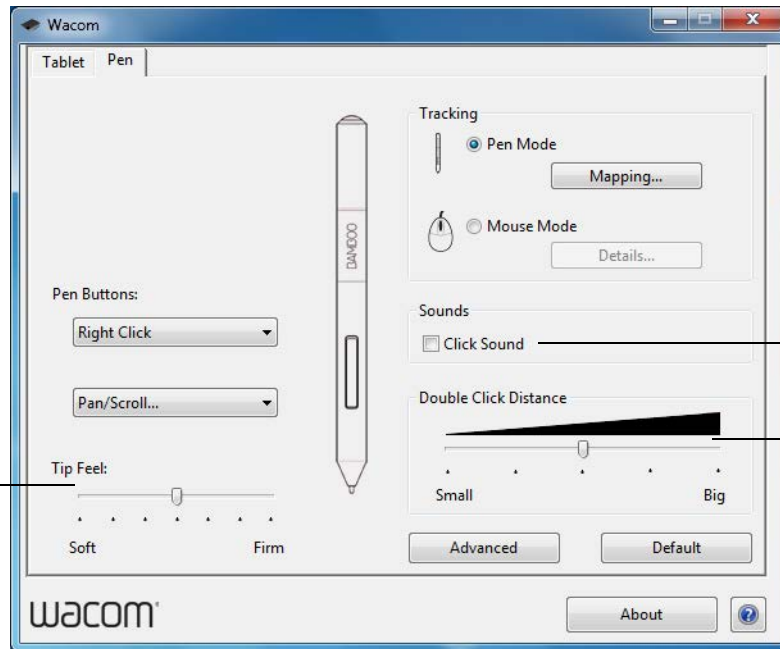 Wacom
Tablet Pen
Tracking
Pen Mode
Mapping...
Mouse Mode
Details...
BAMBOO
Pen Buttons:
Right Click
Pan/Scroll...
Sounds
Click Sound
Double Click Distance
Small Big
Tip Feel:
Soft Firm
Advanced Default
wacom
About ?